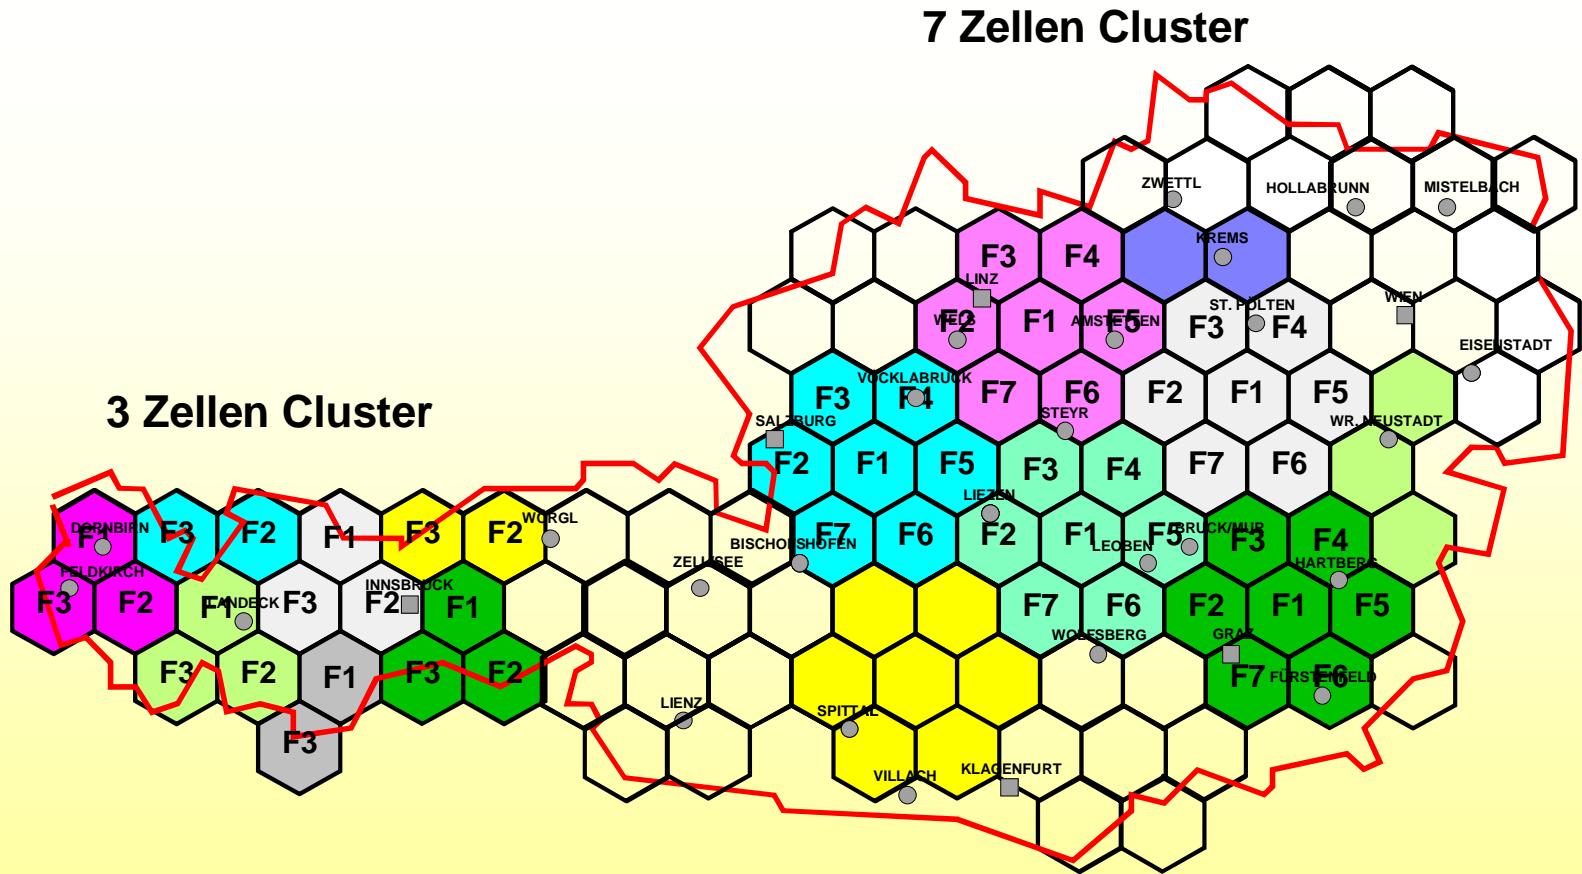 7 Zellen Cluster
ZWETTL
HOLLABRUNN
MISTELBACH
KREMS
F3 F4
LINZ
ST. PÖLTEN
WIEN
WELS
AMSTETTEN
F2 F1 F5 F3 F4
EISENSTADT
VÖCKLABRUCK
F3 F4 F7 F6 F2 F1 F5
3 Zellen Cluster
SALZBURG
STEYR
WR. NEUSTADT
F2 F1 F5 F3 F4 F7 F6
LIEZEN
WÖRGL
DORNBIRN
F1 F3 F2 F1 F3 F2 F7 F6 F2 F1 F5 F3 F4
BRUCK/MUR
BISCHOFSHOFEN
LEOBEN
ZELL/SEE
HARTBERG
FELDKIRCH
INNSBRUCK
LANDECK
F3 F2 F1 F3 F2 F1 F7 F6 F2 F1 F5
WOLFSBERG
GRAZ
F3 F2 F1 F3 F2 F7 F6
FÜRSTENFELD
LIENZ
SPITTAL
F3
VILLACH
KLAGENFURT